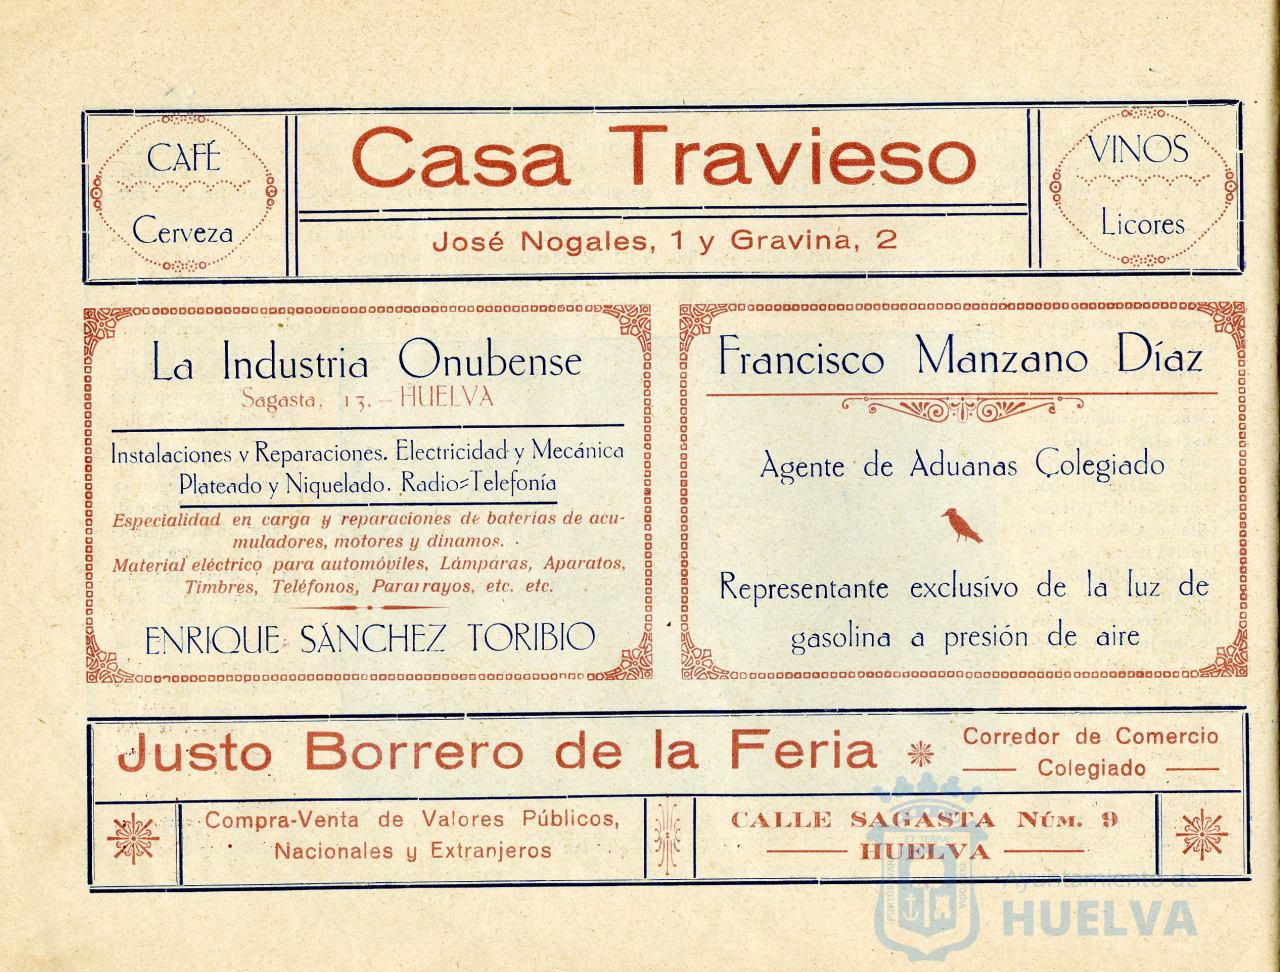 CAFÉ
Cerveza
Casa Travieso
José Nogales, 1 y Gravina, 2
VINOS
Licores
La Industria Onubense
Sagasta, 13. - HUELVA
Instalaciones y Reparaciones. Electricidad y Mecánica
Plateado y Niquelado. Radio=Telefonía
Especialidad en carga y reparaciones de baterías de acu-
muladores, motores y dinamos.
Material eléctrico para automóviles, Lámparas, Aparatos,
Timbres, Teléfonos, Pararrayos, etc. etc.
ENRIQUE SÁNCHEZ TORIBIO
Francisco Manzano Díaz
Agente de Aduanas Colegiado
Representante exclusivo de la luz de
gasolina a presión de aire
Justo Borrero de la Feria
Corredor de Comercio
Colegiado
Compra-Venta de Valores Públicos,
Nacionales y Extranjeros
CALLE SAGASTA NÚM. 9
HUELVA
Ayuntamiento de
HUELVA